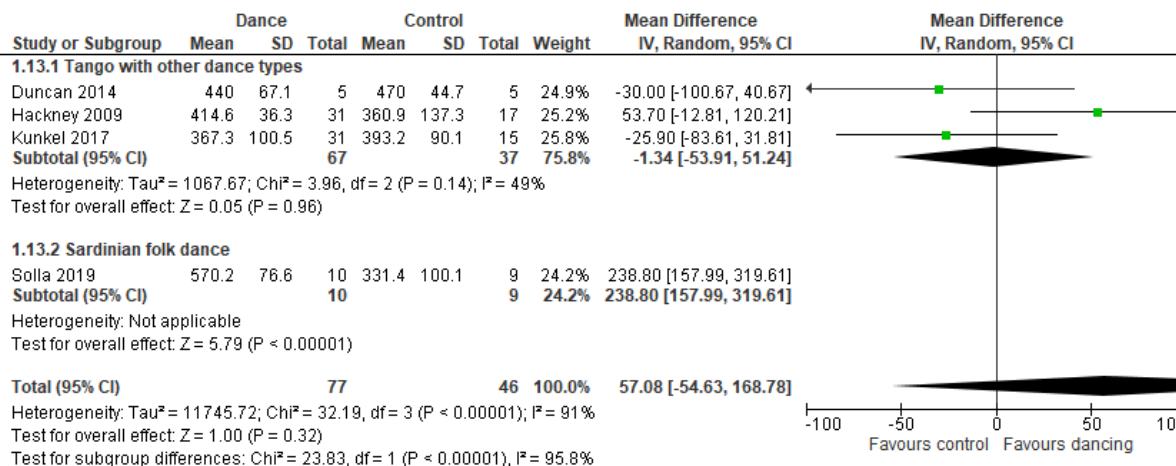 Dance Control Mean Difference Mean Difference
Study or Subgroup Mean SD Total Mean SD Total Weight IV, Random, 95% CI IV, Random, 95% CI
1.13.1 Tango with other dance types
Duncan 2014 440 67.1 5 470 44.7 5 24.9% -30.00 [-100.67, 40.67]
Hackney 2009 414.6 36.3 31 360.9 137.3 17 25.2% 53.70 [-12.81, 120.21]
Kunkel 2017 367.3 100.5 31 393.2 90.1 15 25.8% -25.90 [-83.61, 31.81]
Subtotal (95% CI) 67 37 75.8% -1.34 [-53.91, 51.24]
Heterogeneity: Tau² = 1067.67; Chi² = 3.96, df = 2 (P = 0.14); I² = 49%
Test for overall effect: Z = 0.05 (P = 0.96)
1.13.2 Sardinian folk dance
Solla 2019 570.2 76.6 10 331.4 100.1 9 24.2% 238.80 [157.99, 319.61]
Subtotal (95% CI) 10 9 24.2% 238.80 [157.99, 319.61]
Heterogeneity: Not applicable
Test for overall effect: Z = 5.79 (P < 0.00001)
Total (95% CI) 77 46 100.0% 57.08 [-54.63, 168.78]
Heterogeneity: Tau² = 11745.72; Chi² = 32.19, df = 3 (P < 0.00001); I² = 91%
Test for overall effect: Z = 1.00 (P = 0.32)
Test for subgroup differences: Chi² = 23.83, df = 1 (P < 0.00001), I² = 95.8%
-100 -50 0 50 100
Favours control Favours dancing